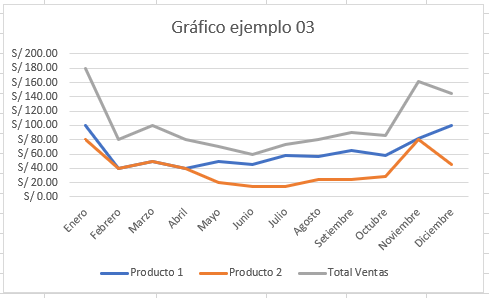 Gráfico ejemplo 03
S/ 200.00
S/ 180.00
S/ 160.00
S/ 140.00
S/ 120.00
S/ 100.00
S/ 80.00
S/ 60.00
S/ 40.00
S/ 20.00
S/ 0.00
Enero
Febrero
Marzo
Abril
Mayo
Junio
Julio
Agosto
Setiembre
Octubre
Noviembre
Diciembre
Producto 1 Producto 2 Total Ventas